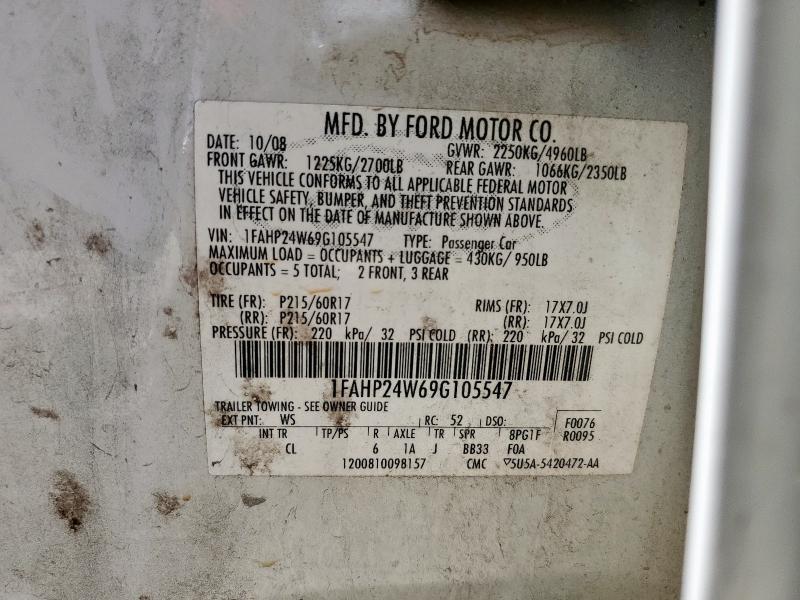 MFD. BY FORD MOTOR CO.
DATE: 10/08 GVWR: 2250KG/4960LB
FRONT GAWR: 1225KG/2700LB REAR GAWR: 1066KG/2350LB
THIS VEHICLE CONFORMS TO ALL APPLICABLE FEDERAL MOTOR
VEHICLE SAFETY, BUMPER, AND THEFT PREVENTION STANDARDS
IN EFFECT ON THE DATE OF MANUFACTURE SHOWN ABOVE.
VIN: 1FAHP24W69G105547 TYPE: Passenger Car
MAXIMUM LOAD = OCCUPANTS + LUGGAGE = 430KG/ 950LB
OCCUPANTS = 5 TOTAL; 2 FRONT, 3 REAR
TIRE (FR): P215/60R17 RIMS (FR): 17X7.0J
(RR): P215/60R17 (RR): 17X7.0J
PRESSURE (FR): 220 kPa/ 32 PSI COLD (RR): 220 kPa/ 32 PSI COLD
1FAHP24W69G105547
TRAILER TOWING - SEE OWNER GUIDE
EXT PNT: WS RC: 52 DSO: F0076
INT TR TP/PS R AXLE TR SPR 8PG1F R0095
CL 6 1A J BB33 F0A
1200810098157 CMC 5U5A-5420472-AA